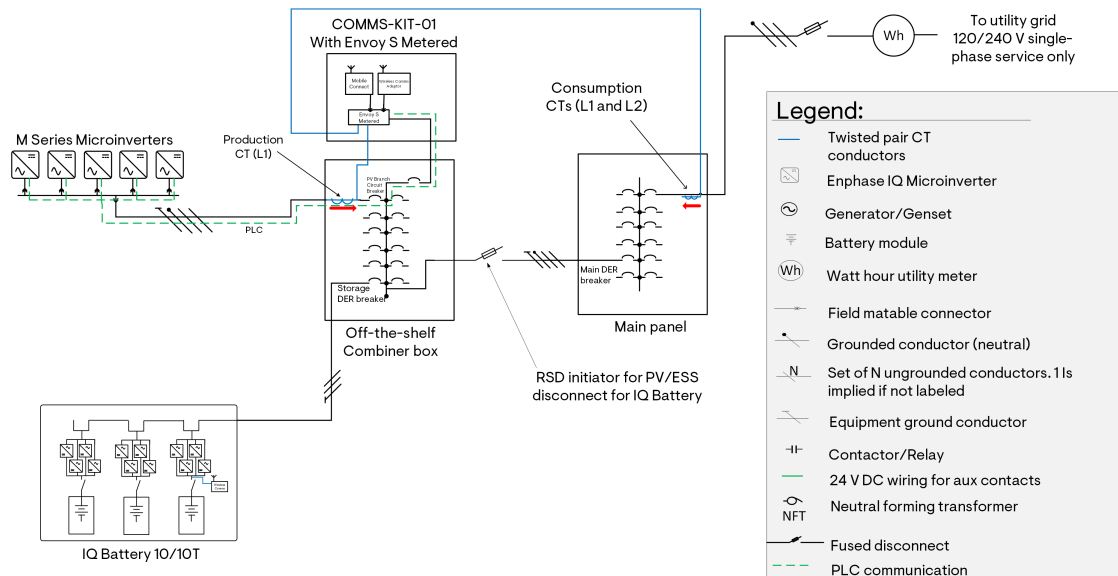 COMMS-KIT-01
With Envoy S Metered
To utility grid
120/240 V single-
phase service only
Wh
Mobile
Connect
Wireless Comms
Adaptor
Envoy S
Metered
Consumption
CTs (L1 and L2)
M Series Microinverters
Production
CT (L1)
PV Branch
Circuit
Breaker
PLC
Storage
DER breaker
Main DER
breaker
Off-the-shelf
Combiner box
Main panel
RSD initiator for PV/ESS
disconnect for IQ Battery
IQ Battery 10/10T
Legend:
Twisted pair CT
conductors
Enphase IQ Microinverter
Generator/Genset
Battery module
Wh
Watt hour utility meter
Field matable connector
Grounded conductor (neutral)
N
Set of N ungrounded conductors. 1 Is
implied if not labeled
Equipment ground conductor
Contactor/Relay
24 V DC wiring for aux contacts
Neutral forming transformer
NFT
Fused disconnect
PLC communication